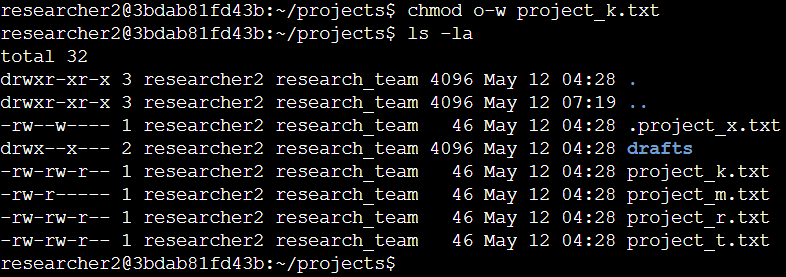 researcher2@3bdab81fd43b:~/projects$ chmod o-w project_k.txt
researcher2@3bdab81fd43b:~/projects$ ls -la
total 32
drwxr-xr-x 3 researcher2 research_team 4096 May 12 04:28 .
drwxr-xr-x 3 researcher2 research_team 4096 May 12 07:19 ..
-rw--w---- 1 researcher2 research_team   46 May 12 04:28 .project_x.txt
drwx--x--- 2 researcher2 research_team 4096 May 12 04:28 drafts
-rw-rw-r-- 1 researcher2 research_team   46 May 12 04:28 project_k.txt
-rw-r----- 1 researcher2 research_team   46 May 12 04:28 project_m.txt
-rw-rw-r-- 1 researcher2 research_team   46 May 12 04:28 project_r.txt
-rw-rw-r-- 1 researcher2 research_team   46 May 12 04:28 project_t.txt
researcher2@3bdab81fd43b:~/projects$